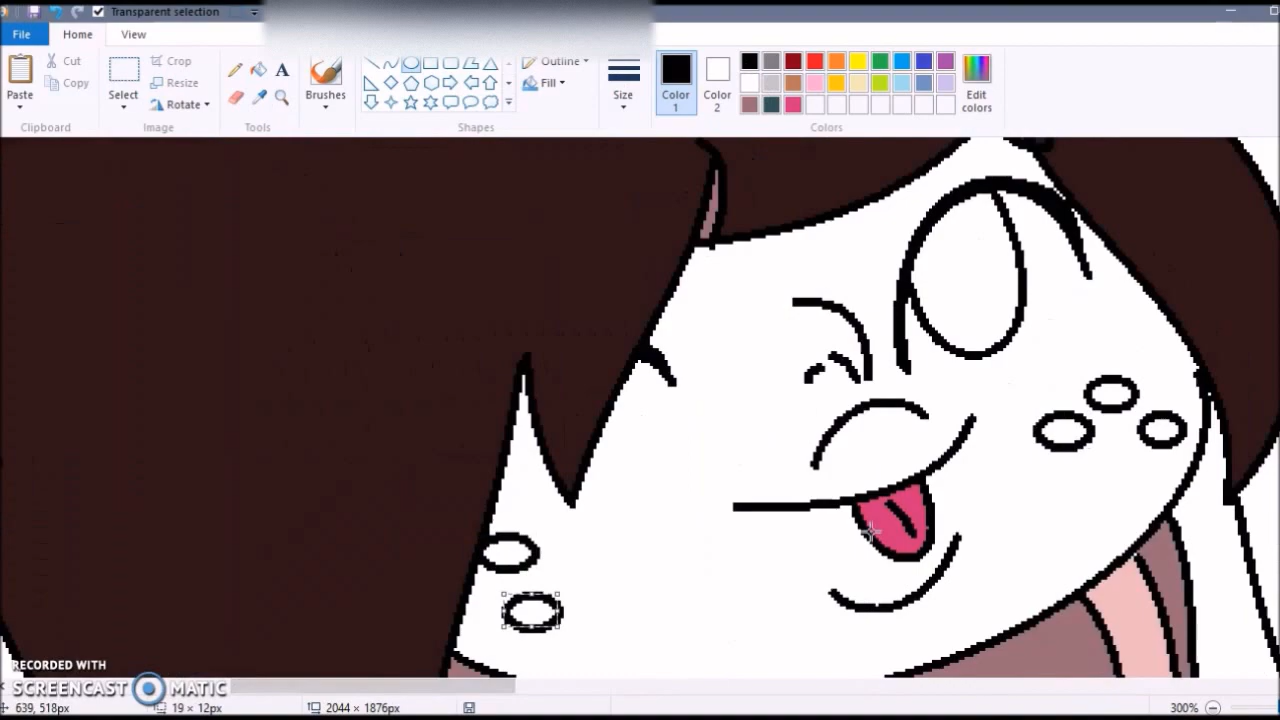 Transparent selection
File Home View
Cut Crop Outline
Copy Resize Fill
Paste Select Rotate Brushes Size Color 1 Color 2 Edit colors
Clipboard Image Tools Shapes Colors
A
RECORDED WITH
SCREENCAST MATIC
639, 518px 19 × 12px 2044 × 1876px 300%